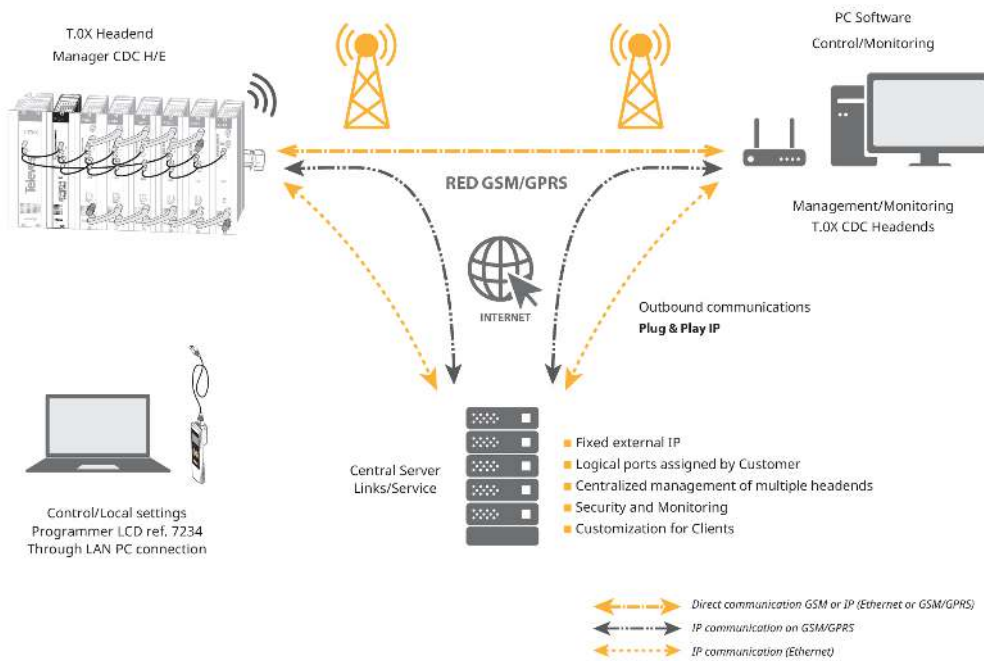 T.0X Headend
Manager CDC H/E
PC Software
Control/Monitoring
Televes
RED GSM/GPRS
Management/Monitoring
T.0X CDC Headends
INTERNET
Outbound communications
Plug & Play IP
Central Server
Links/Service
Fixed external IP
Logical ports assigned by Customer
Centralized management of multiple headends
Security and Monitoring
Customization for Clients
Control/Local settings
Programmer LCD ref. 7234
Through LAN PC connection
Direct communication GSM or IP (Ethernet or GSM/GPRS)
IP communication on GSM/GPRS
IP communication (Ethernet)